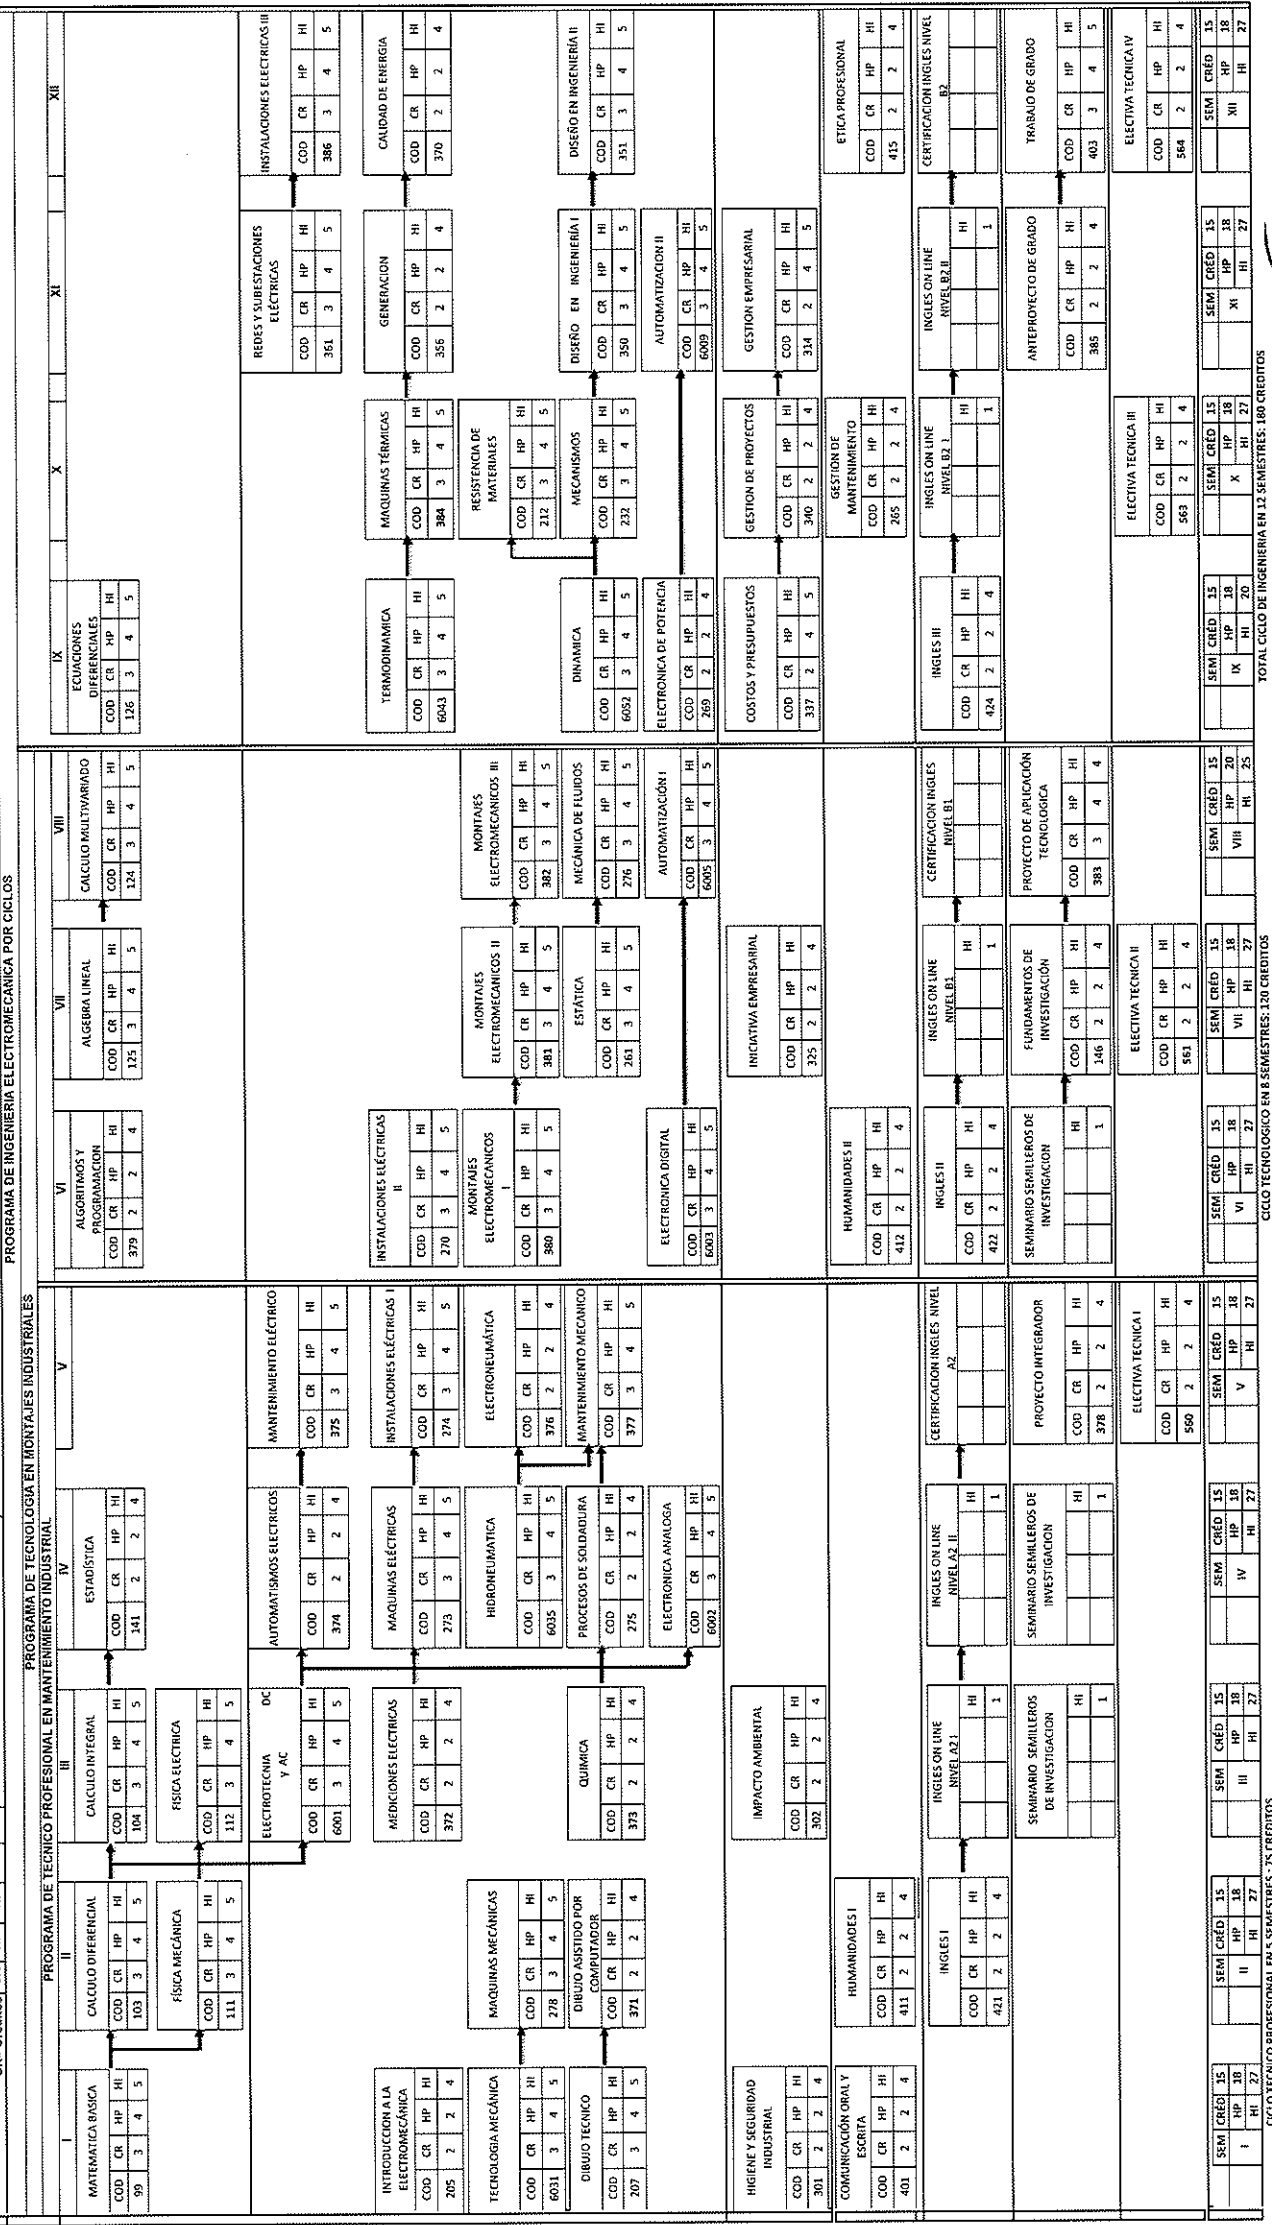 PROGRAMA DE INGENIERIA ELECTROMECANICA POR CICLOS
PROGRAMA DE TECNOLOGIA EN MONTAJES INDUSTRIALES
PROGRAMA DE TECNICO PROFESIONAL EN MANTENIMIENTO INDUSTRIAL
I
MATEMATICA BASICA
COD CR HP HI
99 3 4 5
INTRODUCCION A LA
ELECTROMECÁNICA
COD CR HP HI
205 2 2 4
TECNOLOGIA MECÁNICA
COD CR HP HI
6031 3 4 5
DIBUJO TECNICO
COD CR HP HI
207 3 4 5
HIGIENE Y SEGURIDAD
INDUSTRIAL
COD CR HP HI
301 2 2 4
COMUNICACIÓN ORAL Y
ESCRITA
COD CR HP HI
401 2 2 4
SEM CRÉD 15
I HP 18
HI 27
II
CALCULO DIFERENCIAL
COD CR HP HI
103 3 4 5
FÍSICA MECÁNICA
COD CR HP HI
111 3 4 5
MAQUINAS MECÁNICAS
COD CR HP HI
278 3 4 5
DIBUJO ASISTIDO POR
COMPUTADOR
COD CR HP HI
371 2 2 4
HUMANIDADES I
COD CR HP HI
411 2 2 4
INGLES I
COD CR HP HI
421 2 2 4
SEM CRÉD 15
II HP 18
HI 27
III
CALCULO INTEGRAL
COD CR HP HI
104 3 4 5
FISICA ELECTRICA
COD CR HP HI
112 3 4 5
ELECTROTECNIA DC
Y AC
COD CR HP HI
6001 3 4 5
MEDICIONES ELECTRICAS
COD CR HP HI
372 2 2 4
QUIMICA
COD CR HP HI
373 2 2 4
IMPACTO AMBIENTAL
COD CR HP HI
302 2 2 4
INGLES ON LINE
NIVEL A2 I
HI
1
SEMINARIO SEMILLEROS
DE INVESTIGACION
HI
1
SEM CRÉD 15
III HP 18
HI 27
IV
ESTADÍSTICA
COD CR HP HI
141 2 2 4
AUTOMATISMOS ELECTRICOS
COD CR HP HI
374 2 2 4
MAQUINAS ELÉCTRICAS
COD CR HP HI
273 3 4 5
HIDRONEUMATICA
COD CR HP HI
6035 3 4 5
PROCESOS DE SOLDADURA
COD CR HP HI
275 2 2 4
ELECTRONICA ANALOGA
COD CR HP HI
6002 3 4 5
INGLES ON LINE
NIVEL A2 II
HI
1
SEMINARIO SEMILLEROS DE
INVESTIGACION
HI
1
SEM CRÉD 15
IV HP 18
HI 27
V
MANTENIMIENTO ELÉCTRICO
COD CR HP HI
375 3 4 5
INSTALACIONES ELÉCTRICAS I
COD CR HP HI
274 3 4 5
ELECTRONEUMÁTICA
COD CR HP HI
376 2 2 4
MANTENIMIENTO MECANICO
COD CR HP HI
377 3 4 5
CERTIFICACION INGLES NIVEL
A2
PROYECTO INTEGRADOR
COD CR HP HI
378 2 2 4
ELECTIVA TECNICA I
COD CR HP HI
560 2 2 4
SEM CRÉD 15
V HP 18
HI 27
CICLO TECNICO PROFESIONAL EN 5 SEMESTRES: 75 CREDITOS
VI
ALGORITMOS Y
PROGRAMACION
COD CR HP HI
379 2 2 4
INSTALACIONES ELÉCTRICAS
II
COD CR HP HI
270 3 4 5
MONTAJES
ELECTROMECANICOS
I
COD CR HP HI
380 3 4 5
ELECTRONICA DIGITAL
COD CR HP HI
6003 3 4 5
HUMANIDADES II
COD CR HP HI
412 2 2 4
INGLES II
COD CR HP HI
422 2 2 4
SEMINARIO SEMILLEROS DE
INVESTIGACION
HI
1
SEM CRÉD 15
VI HP 18
HI 27
VII
ALGEBRA LINEAL
COD CR HP HI
125 3 4 5
MONTAJES
ELECTROMECANICOS II
COD CR HP HI
381 3 4 5
ESTÁTICA
COD CR HP HI
261 3 4 5
INICIATIVA EMPRESARIAL
COD CR HP HI
325 2 2 4
INGLES ON LINE
NIVEL B1
HI
1
FUNDAMENTOS DE
INVESTIGACIÓN
COD CR HP HI
146 2 2 4
ELECTIVA TECNICA II
COD CR HP HI
561 2 2 4
SEM CRÉD 15
VII HP 18
HI 27
VIII
CALCULO MULTIVARIADO
COD CR HP HI
124 3 4 5
MONTAJES
ELECTROMECANICOS III
COD CR HP HI
382 3 4 5
MECÁNICA DE FLUIDOS
COD CR HP HI
276 3 4 5
AUTOMATIZACIÓN I
COD CR HP HI
6005 3 4 5
CERTIFICACION INGLES
NIVEL B1
PROYECTO DE APLICACIÓN
TECNOLOGICA
COD CR HP HI
383 3 4 4
SEM CRÉD 15
VIII HP 20
HI 25
CICLO TECNOLOGICO EN 8 SEMESTRES: 120 CREDITOS
IX
ECUACIONES
DIFERENCIALES
COD CR HP HI
126 3 4 5
TERMODINAMICA
COD CR HP HI
6043 3 4 5
DINAMICA
COD CR HP HI
6052 3 4 5
ELECTRONICA DE POTENCIA
COD CR HP HI
269 2 2 4
COSTOS Y PRESUPUESTOS
COD CR HP HI
337 2 4 5
INGLES III
COD CR HP HI
424 2 2 4
SEM CRÉD 15
IX HP 18
HI 20
X
MAQUINAS TÉRMICAS
COD CR HP HI
384 3 4 5
RESISTENCIA DE
MATERIALES
COD CR HP HI
212 3 4 5
MECANISMOS
COD CR HP HI
232 3 4 5
GESTION DE PROYECTOS
COD CR HP HI
340 2 2 4
GESTION DE
MANTENIMIENTO
COD CR HP HI
265 2 2 4
INGLES ON LINE
NIVEL B2 I
HI
1
ELECTIVA TECNICA III
COD CR HP HI
563 2 2 4
SEM CRÉD 15
X HP 18
HI 27
XI
REDES Y SUBESTACIONES
ELÉCTRICAS
COD CR HP HI
361 3 4 5
GENERACION
COD CR HP HI
356 2 2 4
DISEÑO EN INGENIERÍA I
COD CR HP HI
350 3 4 5
AUTOMATIZACION II
COD CR HP HI
6009 3 4 5
GESTION EMPRESARIAL
COD CR HP HI
314 2 4 5
INGLES ON LINE
NIVEL B2 II
HI
1
ANTEPROYECTO DE GRADO
COD CR HP HI
385 2 2 4
SEM CRÉD 15
XI HP 18
HI 27
XII
INSTALACIONES ELECTRICAS III
COD CR HP HI
386 3 4 5
CALIDAD DE ENERGIA
COD CR HP HI
370 2 2 4
DISEÑO EN INGENIERÍA II
COD CR HP HI
351 3 4 5
ETICA PROFESIONAL
COD CR HP HI
415 2 2 4
CERTIFICACION INGLES NIVEL
B2
TRABAJO DE GRADO
COD CR HP HI
403 3 4 5
ELECTIVA TECNICA IV
COD CR HP HI
564 2 2 4
SEM CRÉD 15
XII HP 18
HI 27
TOTAL CICLO DE INGENIERIA EN 12 SEMESTRES: 180 CREDITOS